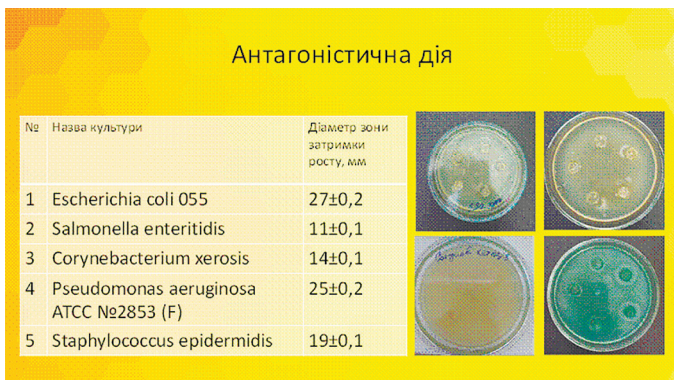 Антагоністична дія
№ Назва культури Діаметр зони
затримки
росту, мм
1 Escherichia coli 055 27±0,2
2 Salmonella enteritidis 11±0,1
3 Corynebacterium xerosis 14±0,1
4 Pseudomonas aeruginosa 25±0,2
ATCC №2853 (F)
5 Staphylococcus epidermidis 19±0,1